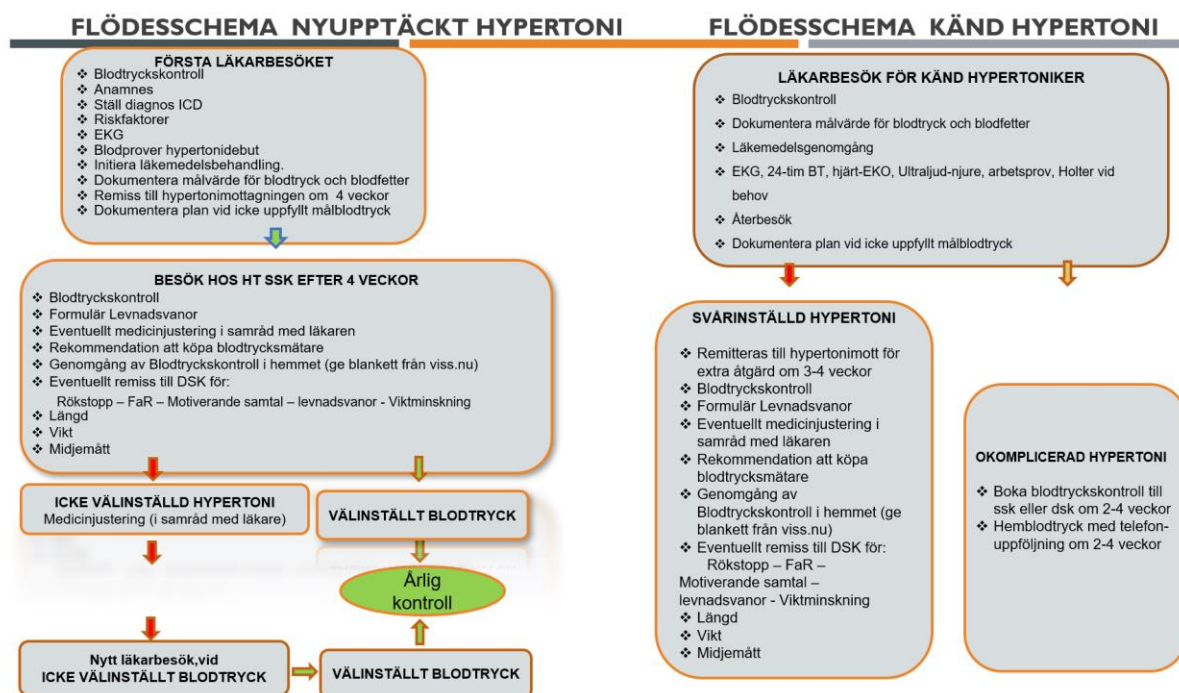 FLÖDESSCHEMA NYUPPTÄCKT HYPERTONI
FÖRSTA LÄKARBESÖKET
❖ Blodtryckskontroll
❖ Anamnes
❖ Ställ diagnos ICD
❖ Riskfaktorer
❖ EKG
❖ Blodprover hypertonidebut
❖ Initiera läkemedelsbehandling.
❖ Dokumentera målvärde för blodtryck och blodfetter
❖ Remiss till hypertonimottagningen om 4 veckor
❖ Dokumentera plan vid icke uppfyllt målblodtryck
BESÖK HOS HT SSK EFTER 4 VECKOR
❖ Blodtryckskontroll
❖ Formulär Levnadsvanor
❖ Eventuellt medicinjustering i samråd med läkaren
❖ Rekommendation att köpa blodtrycksmätare
❖ Genomgång av Blodtryckskontroll i hemmet (ge blankett från viss.nu)
❖ Eventuellt remiss till DSK för:
Rökstopp – FaR – Motiverande samtal – levnadsvanor - Viktminskning
❖ Längd
❖ Vikt
❖ Midjemått
ICKE VÄLINSTÄLLD HYPERTONI
Medicinjustering (i samråd med läkare)
VÄLINSTÄLLT BLODTRYCK
Årlig
kontroll
Nytt läkarbesök,vid
ICKE VÄLINSTÄLLT BLODTRYCK
VÄLINSTÄLLT BLODTRYCK
FLÖDESSCHEMA KÄND HYPERTONI
LÄKARBESÖK FÖR KÄND HYPERTONIKER
❖ Blodtryckskontroll
❖ Dokumentera målvärde för blodtryck och blodfetter
❖ Läkemedelsgenomgång
❖ EKG, 24-tim BT, hjärt-EKO, Ultraljud-njure, arbetsprov, Holter vid
behov
❖ Återbesök
❖ Dokumentera plan vid icke uppfyllt målblodtryck
SVÅRINSTÄLLD HYPERTONI
❖ Remitteras till hypertonimott för
extra åtgärd om 3-4 veckor
❖ Blodtryckskontroll
❖ Formulär Levnadsvanor
❖ Eventuellt medicinjustering i
samråd med läkaren
❖ Rekommendation att köpa
blodtrycksmätare
❖ Genomgång av
Blodtryckskontroll i hemmet (ge
blankett från viss.nu)
❖ Eventuellt remiss till DSK för:
Rökstopp – FaR –
Motiverande samtal –
levnadsvanor - Viktminskning
❖ Längd
❖ Vikt
❖ Midjemått
OKOMPLICERAD HYPERTONI
❖ Boka blodtryckskontroll till
ssk eller dsk om 2-4 veckor
❖ Hemblodtryck med telefon-
uppföljning om 2-4 veckor